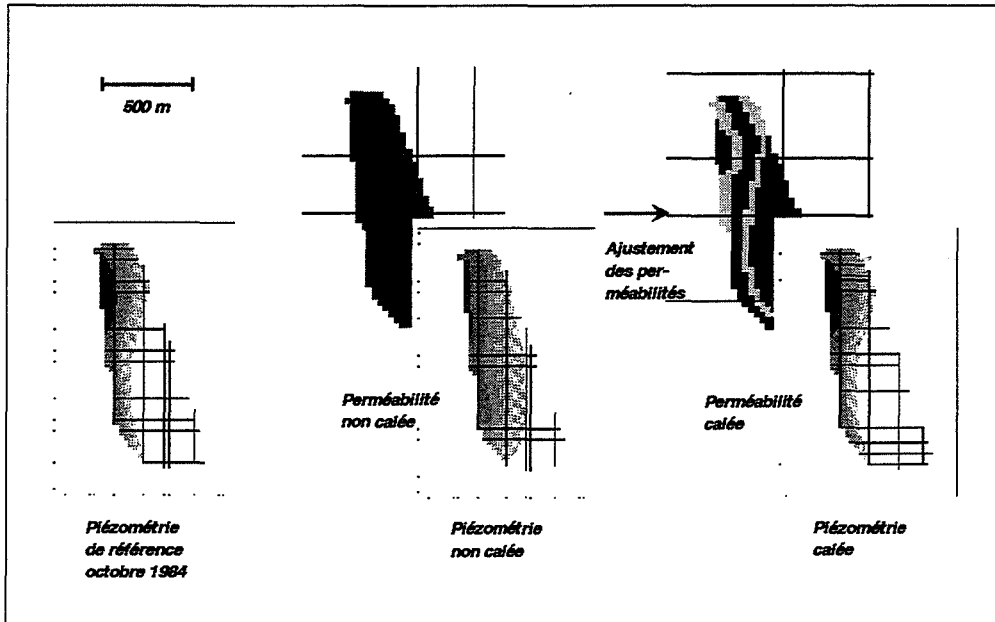 500 m
Ajustement
des per-
méabilités
Perméabilité
non calée
Perméabilité
calée
Piézométrie
de référence
octobre 1984
Piézométrie
non calée
Piézométrie
calée